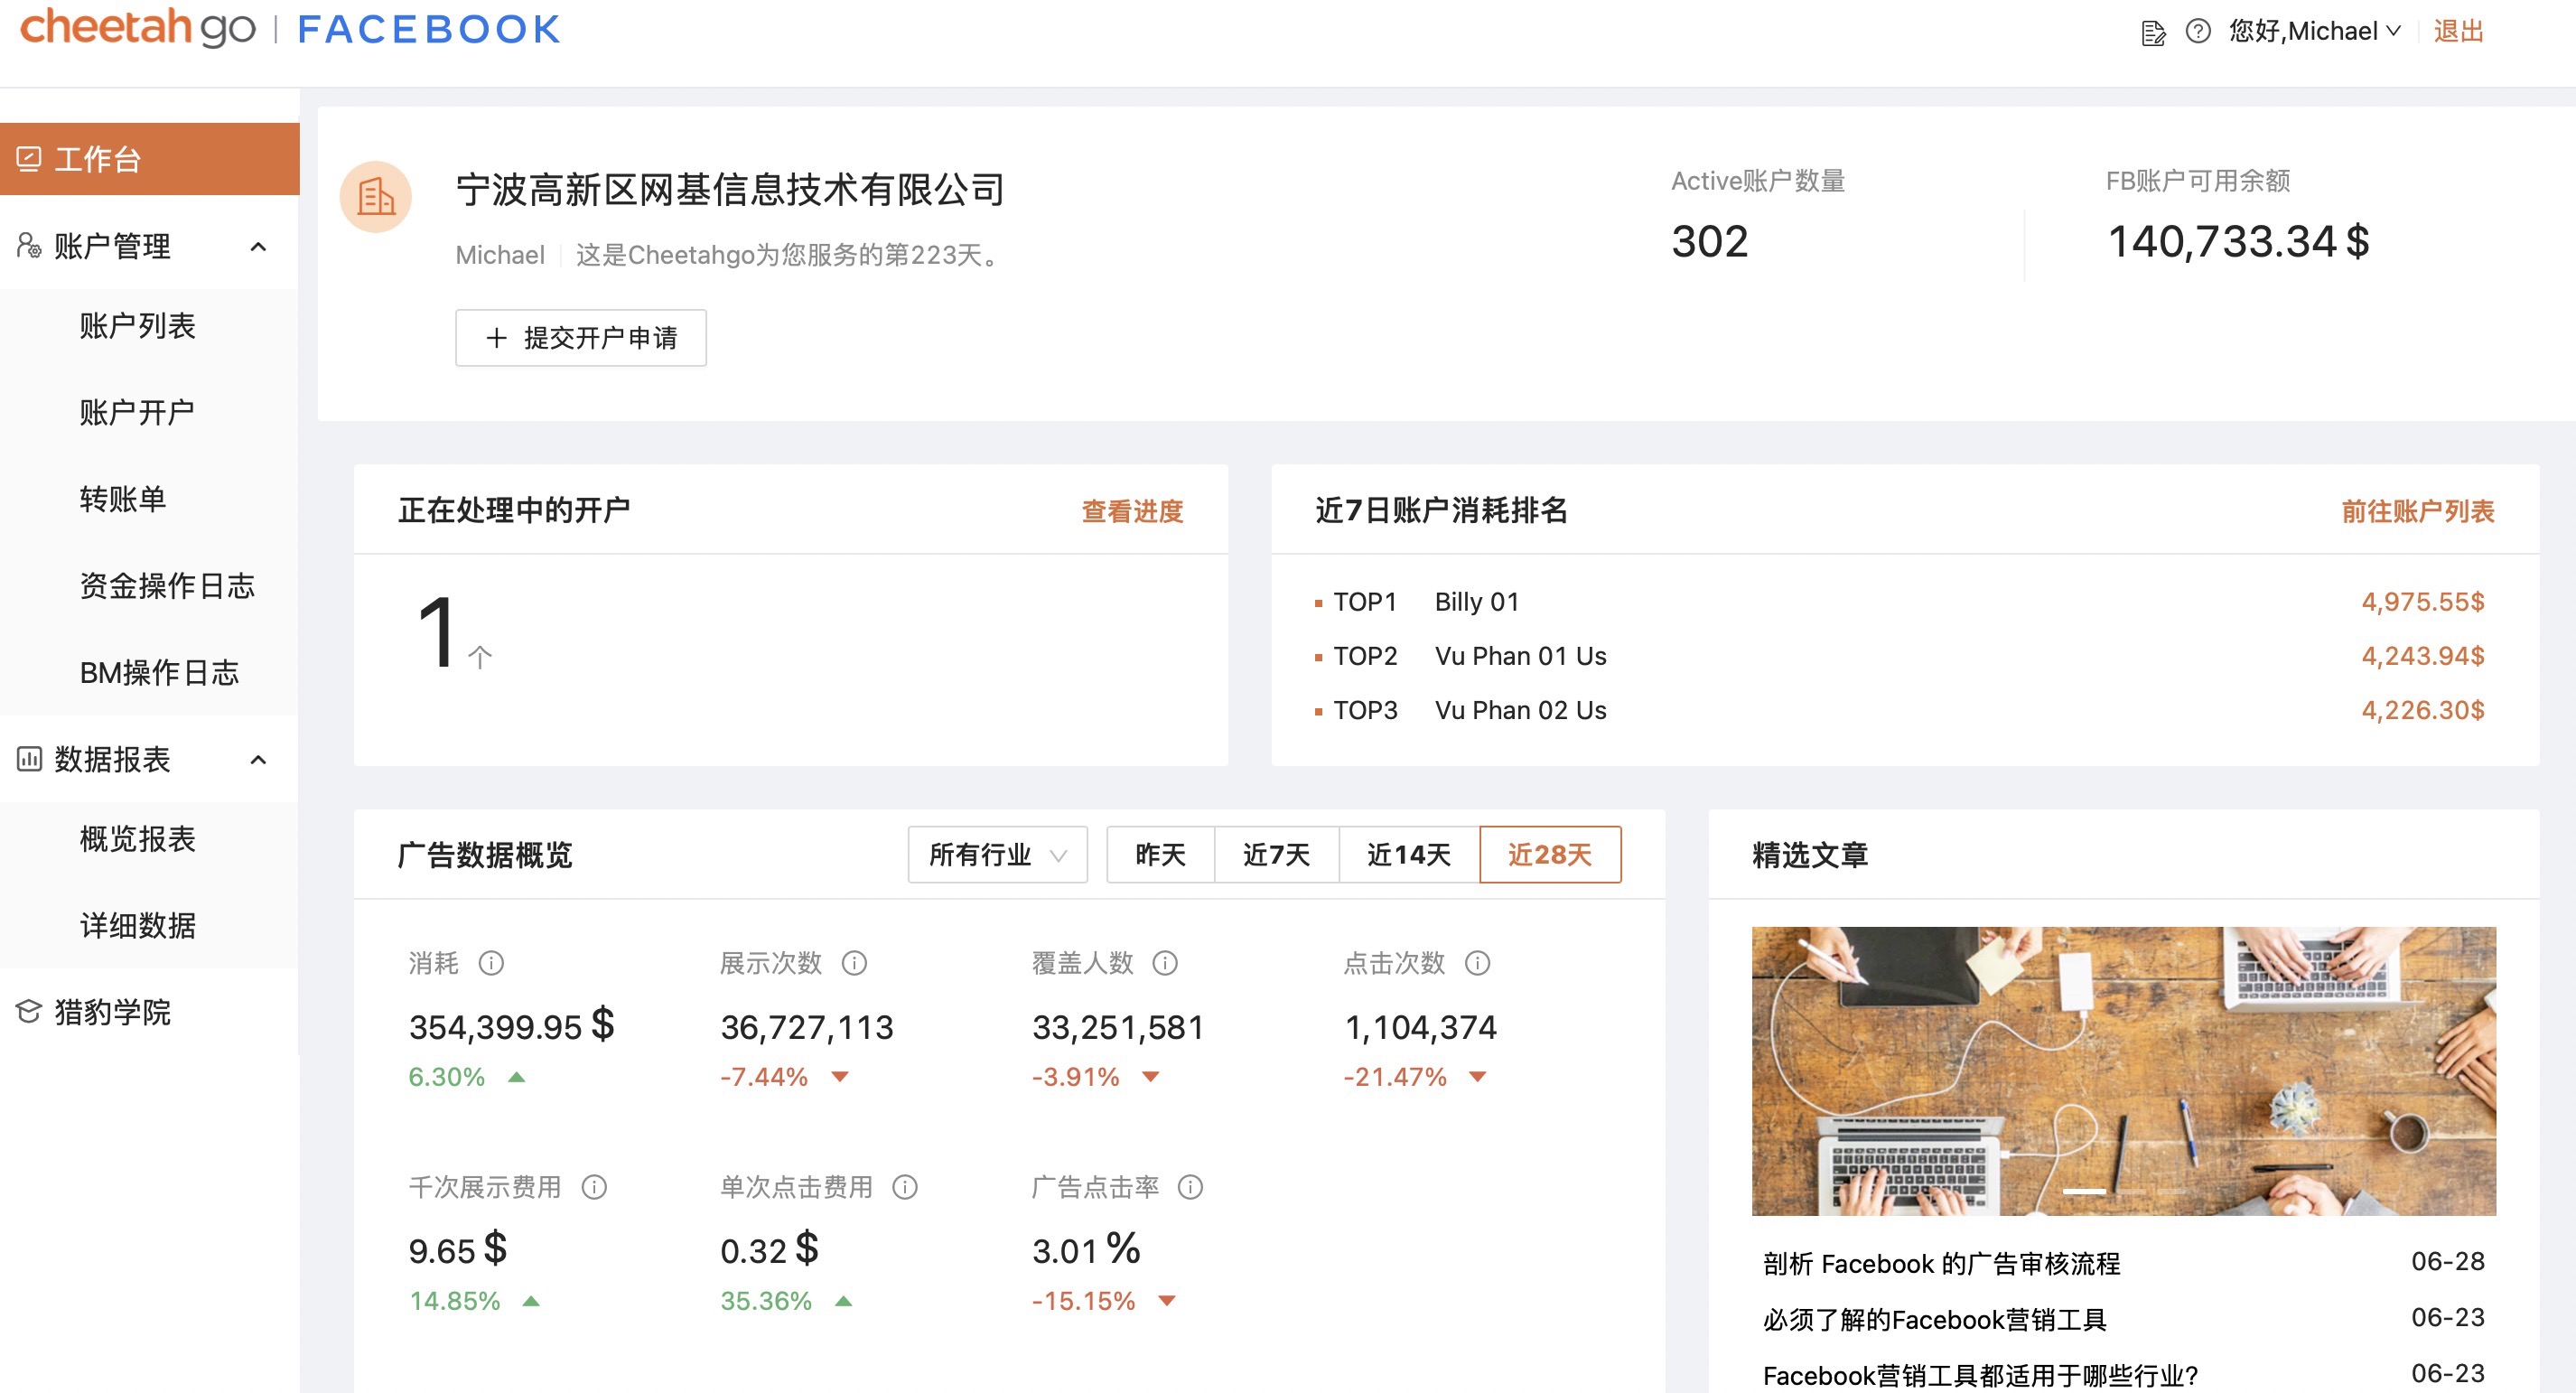 cheetah go | FACEBOOK
您好,Michael 退出
工作台
账户管理
账户列表
账户开户
转账单
资金操作日志
BM操作日志
数据报表
概览报表
详细数据
猎豹学院
宁波高新区网基信息技术有限公司
Michael 这是Cheetahgo为您服务的第223天。
+ 提交开户申请
Active账户数量
302
FB账户可用余额
140,733.34 $
正在处理中的开户 查看进度
1 个
近7日账户消耗排名 前往账户列表
TOP1 Billy 01 4,975.55$
TOP2 Vu Phan 01 Us 4,243.94$
TOP3 Vu Phan 02 Us 4,226.30$
广告数据概览 所有行业 昨天 近7天 近14天 近28天
消耗 展示次数 覆盖人数 点击次数
354,399.95 $ 36,727,113 33,251,581 1,104,374
6.30% -7.44% -3.91% -21.47%
千次展示费用 单次点击费用 广告点击率
9.65 $ 0.32 $ 3.01 %
14.85% 35.36% -15.15%
精选文章
剖析 Facebook 的广告审核流程 06-28
必须了解的Facebook营销工具 06-23
Facebook营销工具都适用于哪些行业? 06-23